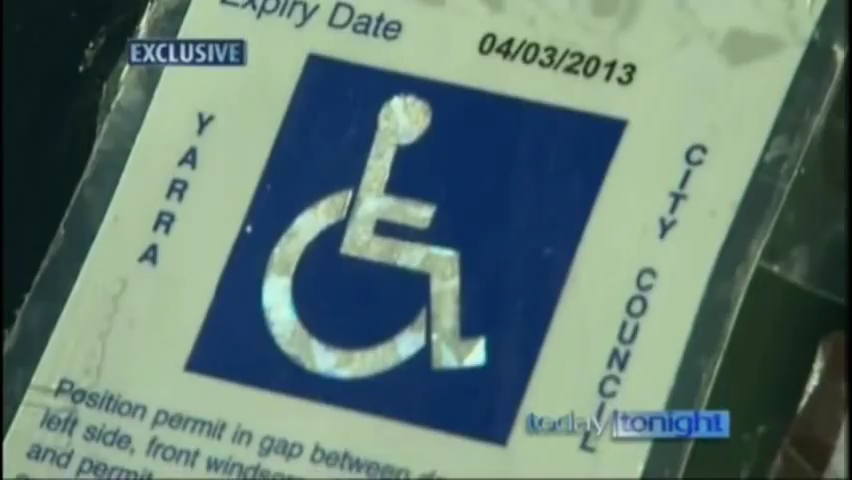 Expiry Date
04/03/2013
EXCLUSIVE
YARRA
CITY COUNCIL
Position permit in gap between
left side, front
and permit
today tonight